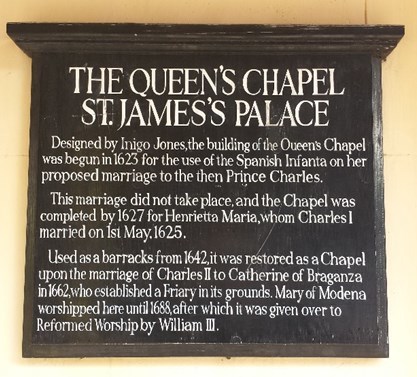 THE QUEEN'S CHAPEL
ST. JAMES'S PALACE
Designed by Inigo Jones, the building of the Queen's Chapel
was begun in 1623 for the use of the Spanish Infanta on her
proposed marriage to the then Prince Charles.
This marriage did not take place, and the Chapel was
completed by 1627 for Henrietta Maria, whom Charles I
married on 1st May, 1625.
Used as a barracks from 1642, it was restored as a Chapel
upon the marriage of Charles II to Catherine of Braganza
in 1662, who established a Friary in its grounds. Mary of Modena
worshipped here until 1688, after which it was given over to
Reformed Worship by William III.